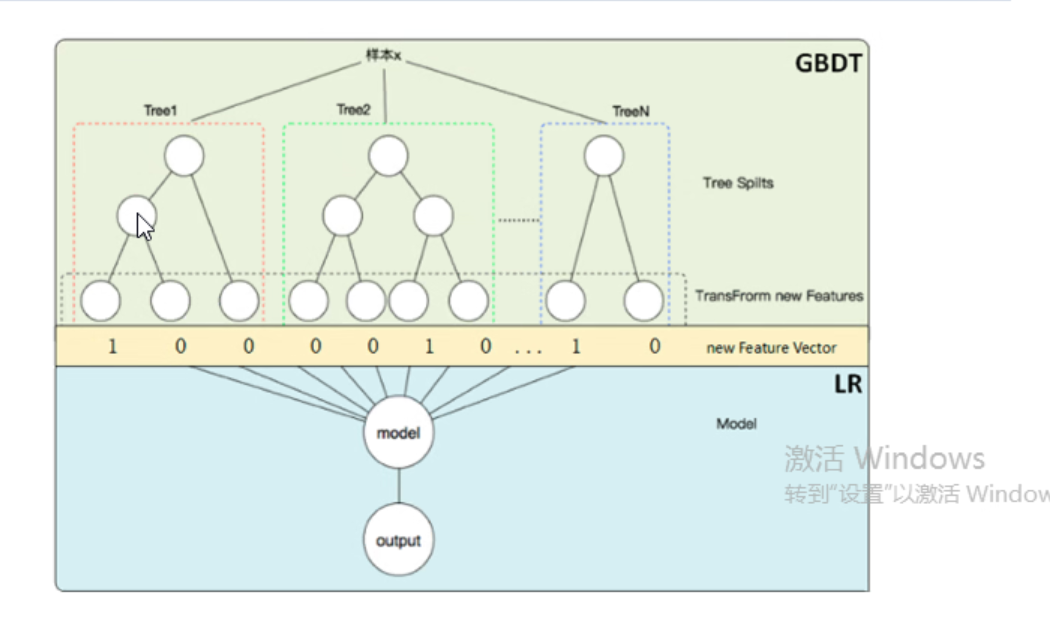 样本x
GBDT
Tree1
Tree2
TreeN
Tree Spilts
TransFrorm new Features
1 0 0 0 0 1 0 ... 1 0 new Feature Vector
LR
model
Model
激活 Windows
转到"设置"以激活 Window
output